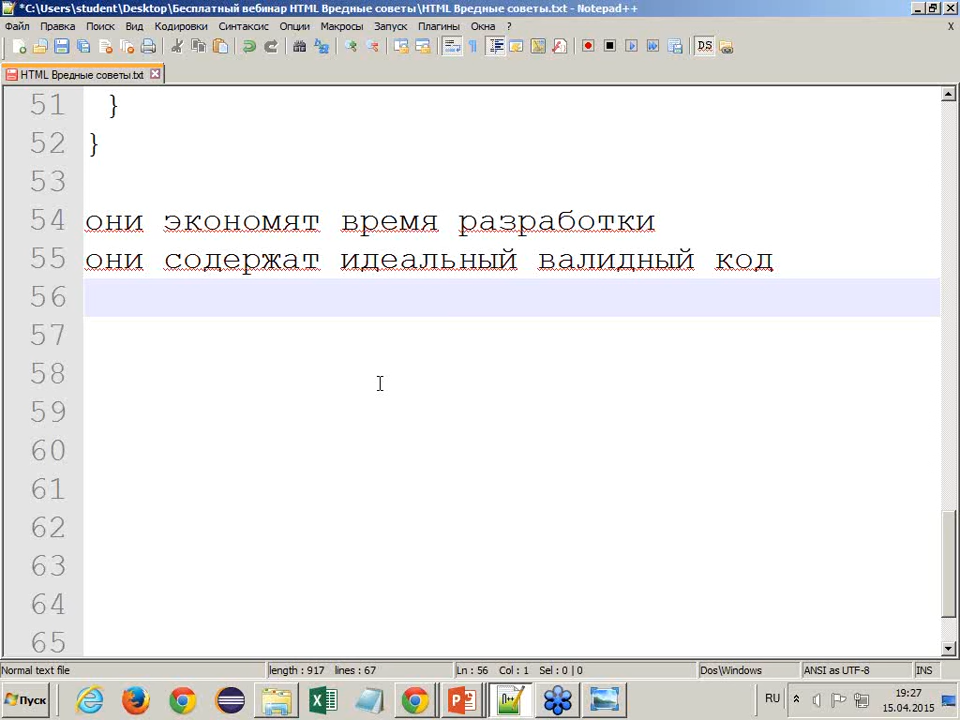 *C:\Users\student\Desktop\Бесплатный вебинар HTML Вредные советы\HTML Вредные советы.txt - Notepad++
Файл Правка Поиск Вид Кодировки Синтаксис Опции Макросы Запуск Плагины Окна ? X
HTML Вредные советы.txt
51 }
52 }
53
54 они экономят время разработки
55 они содержат идеальный валидный код
56
57
58
59
60
61
62
63
64
65
Normal text file length : 917 lines : 67 Ln : 56 Col : 1 Sel : 0 | 0 Dos\Windows ANSI as UTF-8 INS
Пуск RU 19:27
15.04.2015